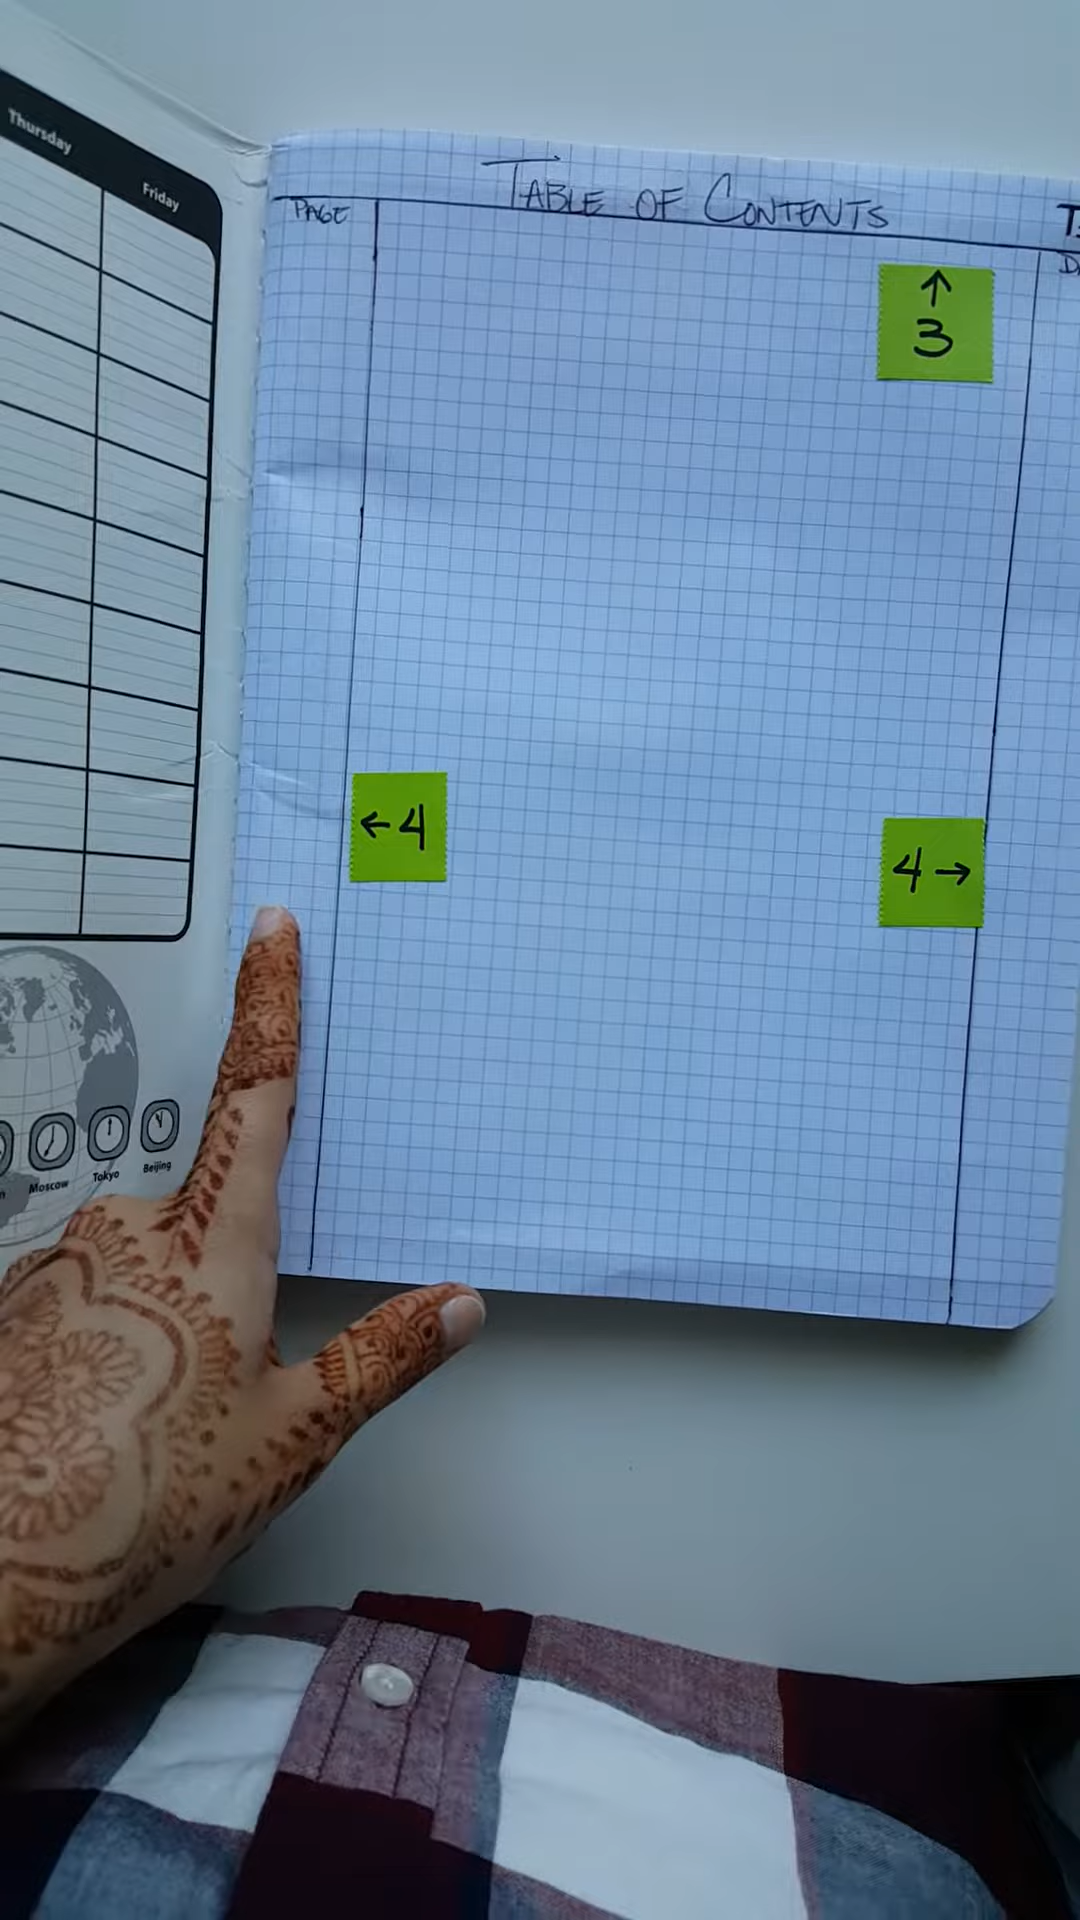 Thursday
Friday
TABLE OF CONTENTS
PAGE
↑
3
←4
4→
Moscow
Tokyo
Beijing